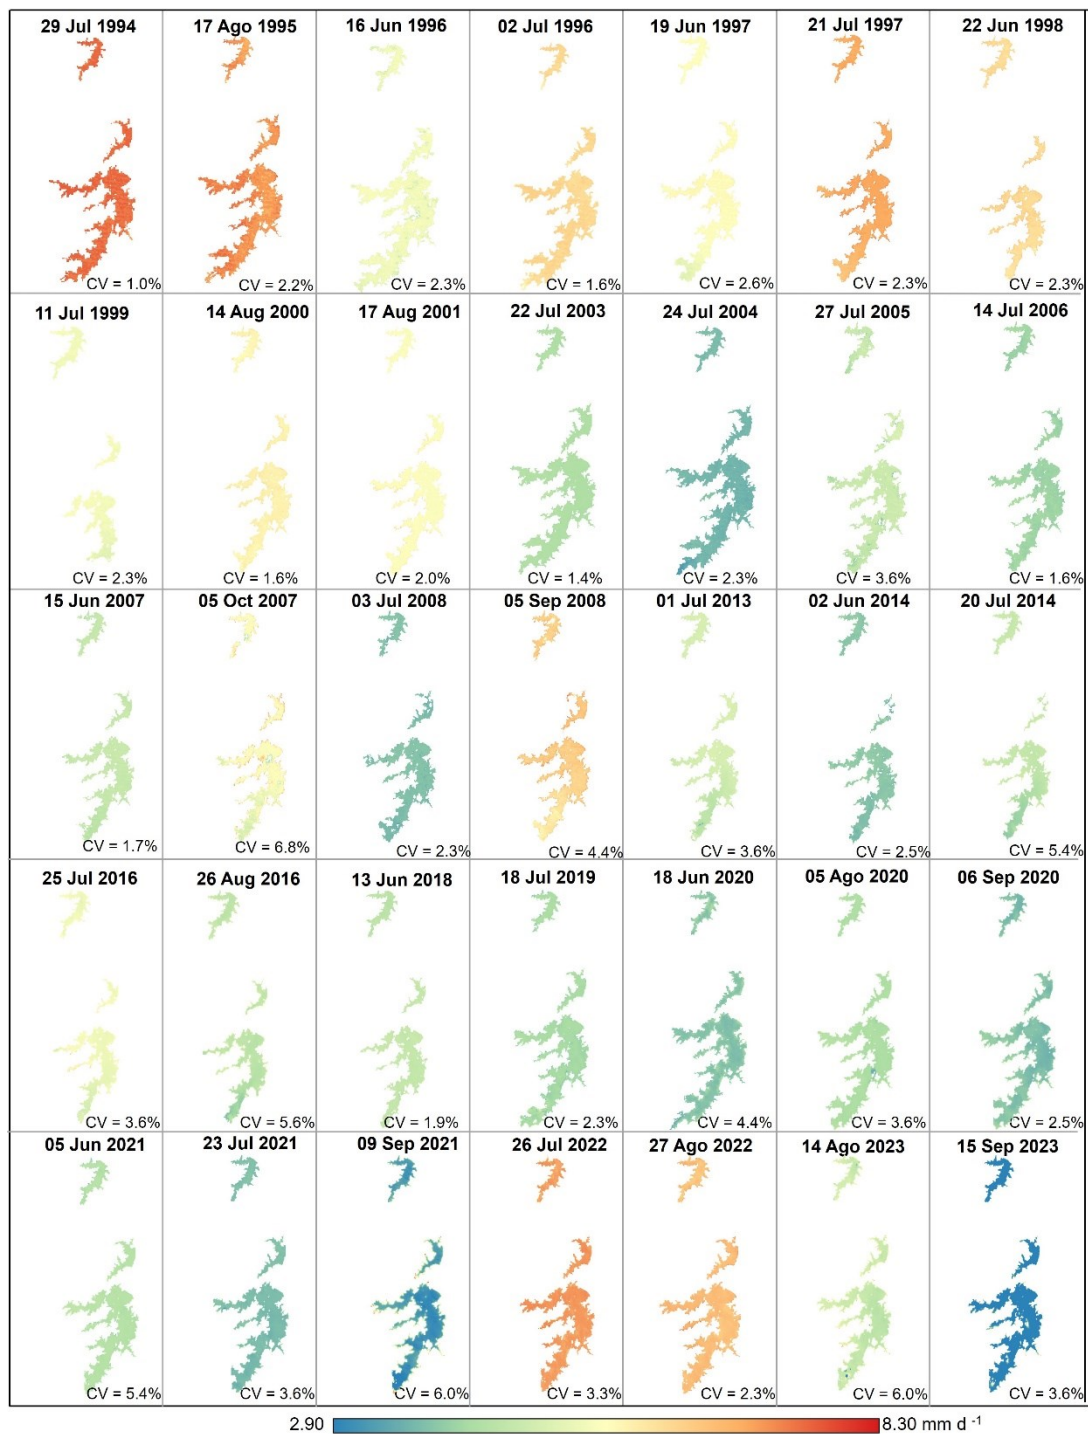 29 Jul 1994 17 Ago 1995 16 Jun 1996 02 Jul 1996 19 Jun 1997 21 Jul 1997 22 Jun 1998
CV = 1.0% CV = 2.2% CV = 2.3% CV = 1.6% CV = 2.6% CV = 2.3% CV = 2.3%
11 Jul 1999 14 Aug 2000 17 Aug 2001 22 Jul 2003 24 Jul 2004 27 Jul 2005 14 Jul 2006
CV = 2.3% CV = 1.6% CV = 2.0% CV = 1.4% CV = 2.3% CV = 3.6% CV = 1.6%
15 Jun 2007 05 Oct 2007 03 Jul 2008 05 Sep 2008 01 Jul 2013 02 Jun 2014 20 Jul 2014
CV = 1.7% CV = 6.8% CV = 2.3% CV = 4.4% CV = 3.6% CV = 2.5% CV = 5.4%
25 Jul 2016 26 Aug 2016 13 Jun 2018 18 Jul 2019 18 Jun 2020 05 Ago 2020 06 Sep 2020
CV = 3.6% CV = 5.6% CV = 1.9% CV = 2.3% CV = 4.4% CV = 3.6% CV = 2.5%
05 Jun 2021 23 Jul 2021 09 Sep 2021 26 Jul 2022 27 Ago 2022 14 Ago 2023 15 Sep 2023
CV = 5.4% CV = 3.6% CV = 6.0% CV = 3.3% CV = 2.3% CV = 6.0% CV = 3.6%
2.90 8.30 mm d -1